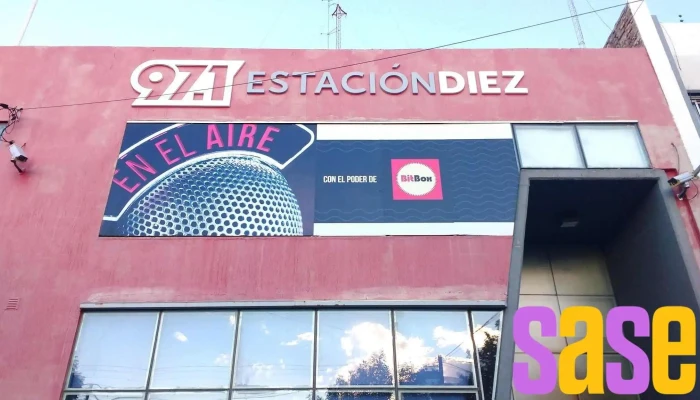 97.1 ESTACIÓNDIEZ
EN EL AIRE
CON EL PODER DE
BitBox
sase